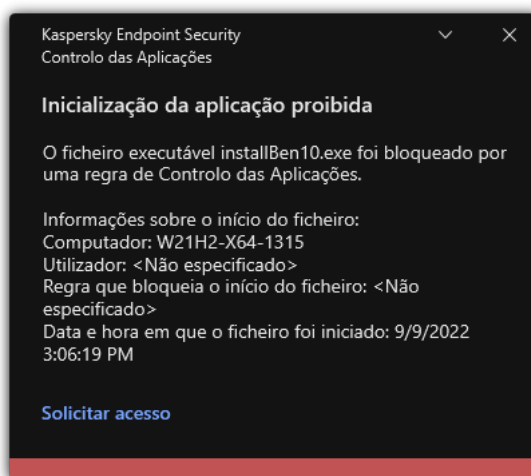 Kaspersky Endpoint Security
Controlo das Aplicações
Inicialização da aplicação proibida
O ficheiro executável installBen10.exe foi bloqueado por
uma regra de Controlo das Aplicações.
Informações sobre o início do ficheiro:
Computador: W21H2-X64-1315
Utilizador: <Não especificado>
Regra que bloqueia o início do ficheiro: <Não
especificado>
Data e hora em que o ficheiro foi iniciado: 9/9/2022
3:06:19 PM
Solicitar acesso